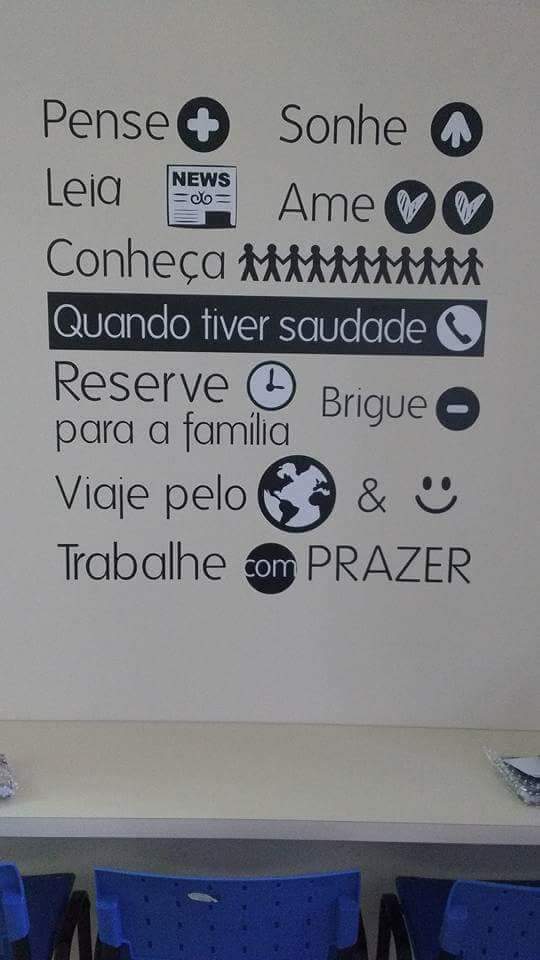 Pense + Sonhe
Leia NEWS Ame
Conheça
Quando tiver saudade
Reserve
para a família Brigue -
Viaje pelo & 
Trabalhe com PRAZER